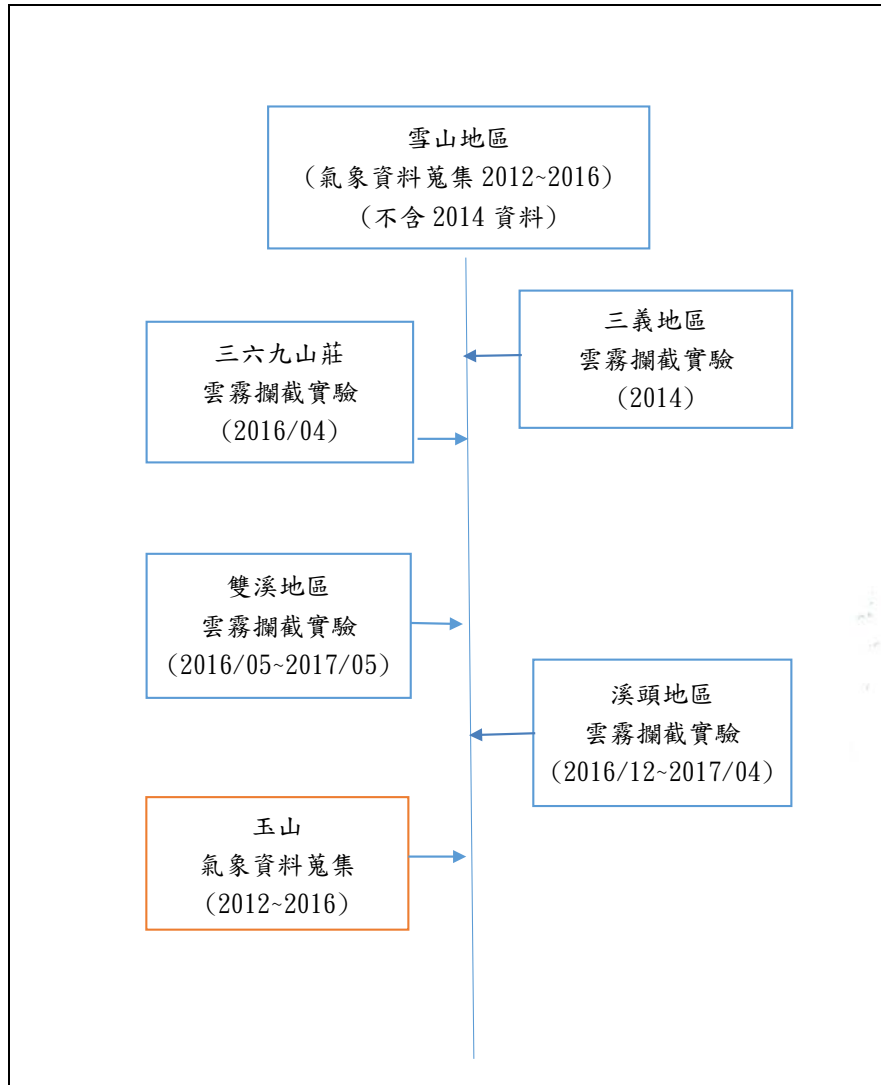 雪山地區
（氣象資料蒐集 2012~2016）
（不含 2014 資料）
三義地區
雲霧攔截實驗
（2014）
三六九山莊
雲霧攔截實驗
（2016/04）
雙溪地區
雲霧攔截實驗
（2016/05~2017/05）
溪頭地區
雲霧攔截實驗
（2016/12~2017/04）
玉山
氣象資料蒐集
（2012~2016）